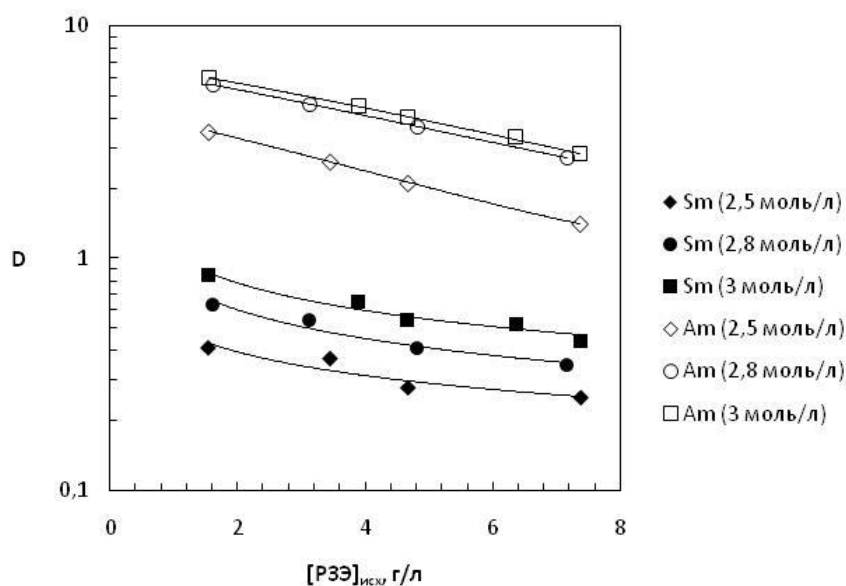 10
1
0,1
D
0 2 4 6 8
[РЗЭ]исх, г/л
Sm (2,5 моль/л)
Sm (2,8 моль/л)
Sm (3 моль/л)
Am (2,5 моль/л)
Am (2,8 моль/л)
Am (3 моль/л)